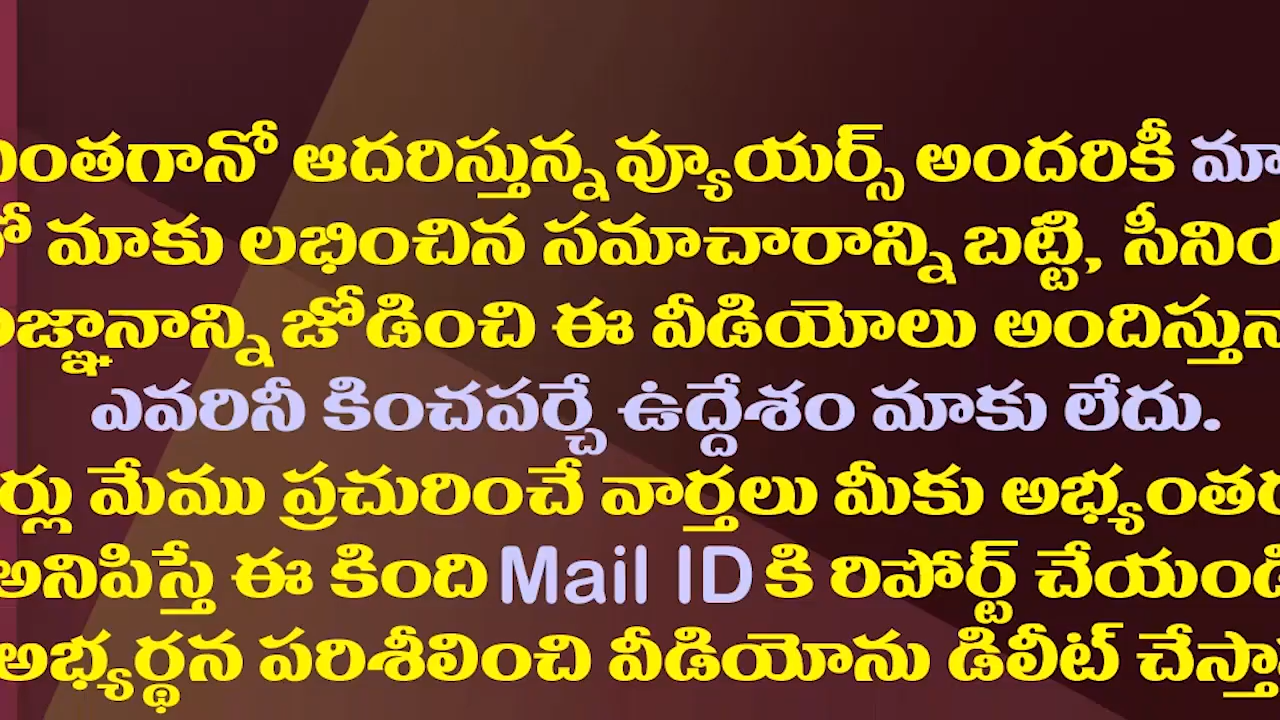 ఎంతగానో ఆదరిస్తున్న వ్యూయర్స్ అందరికీ మా
మాకు లభించిన సమాచారాన్ని బట్టి, సీనియ
జ్ఞానాన్ని జోడించి ఈ వీడియోలు అందిస్తున్నా
ఎవరినీ కించపర్చే ఉద్దేశం మాకు లేదు.
మేము ప్రచురించే వార్తలు మీకు అభ్యంతర
అనిపిస్తే ఈ కింది Mail ID కి రిపోర్ట్ చేయండి
అభ్యర్థన పరిశీలించి వీడియోను డిలీట్ చేస్తా